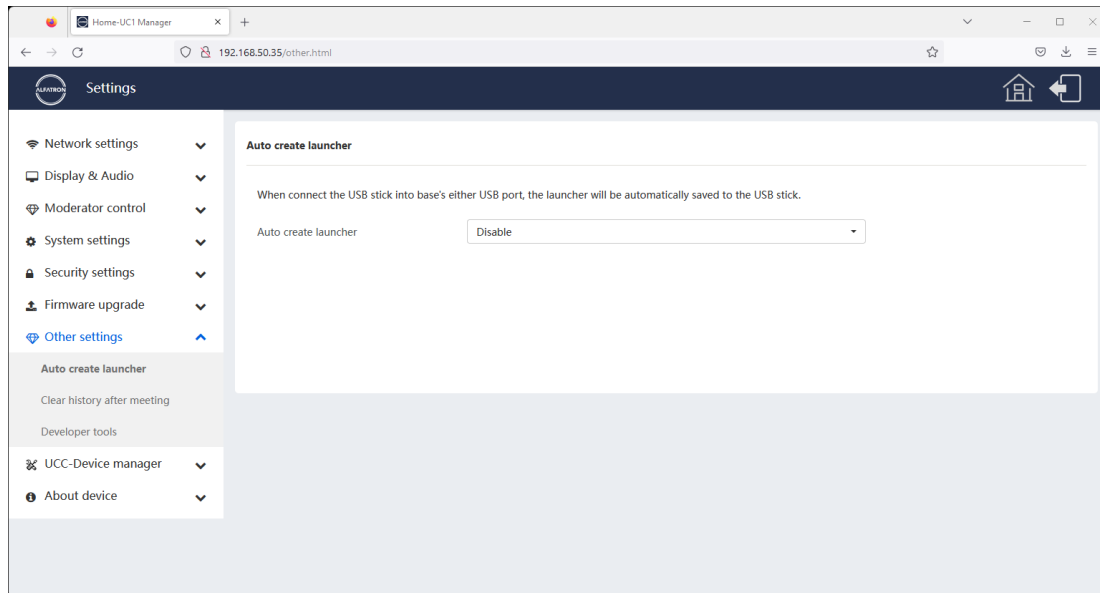 Home-UC1 Manager
192.168.50.35/other.html
ALFATRON
Settings
Network settings
Display & Audio
Moderator control
System settings
Security settings
Firmware upgrade
Other settings
Auto create launcher
Clear history after meeting
Developer tools
UCC-Device manager
About device
Auto create launcher
When connect the USB stick into base's either USB port, the launcher will be automatically saved to the USB stick.
Auto create launcher
Disable